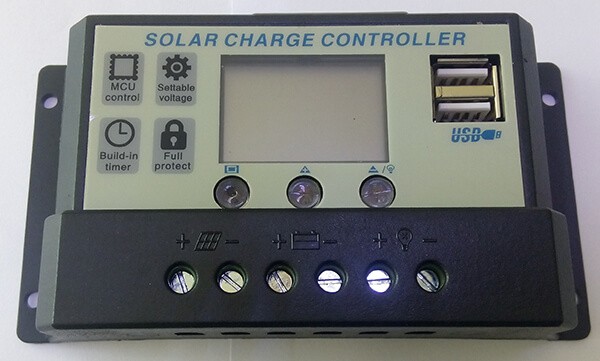 SOLAR CHARGE CONTROLLER
MCU
control
Settable
voltage
Build-in
timer
Full
protect
USB
+ -
+ -
+ -